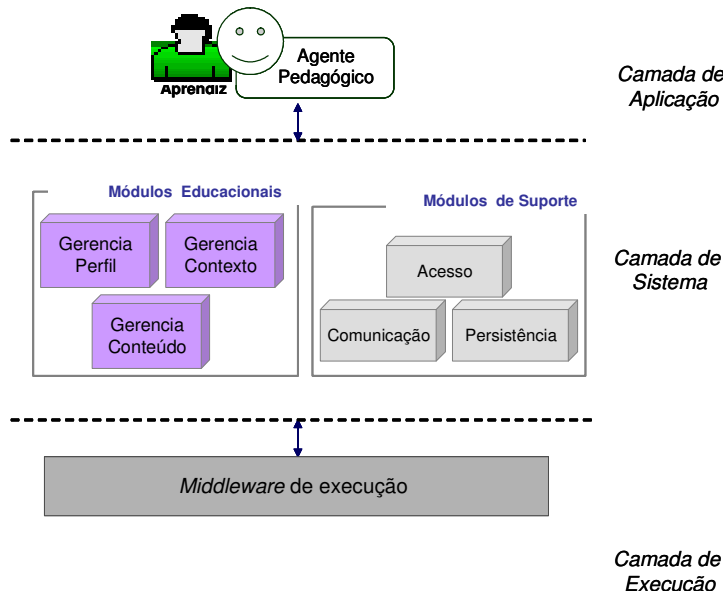 Agente
Pedagógico
Aprendiz
Camada de
Aplicação
Módulos Educacionais
Gerencia
Perfil
Gerencia
Contexto
Gerencia
Conteúdo
Módulos de Suporte
Acesso
Comunicação
Persistência
Camada de
Sistema
Middleware de execução
Camada de
Execução